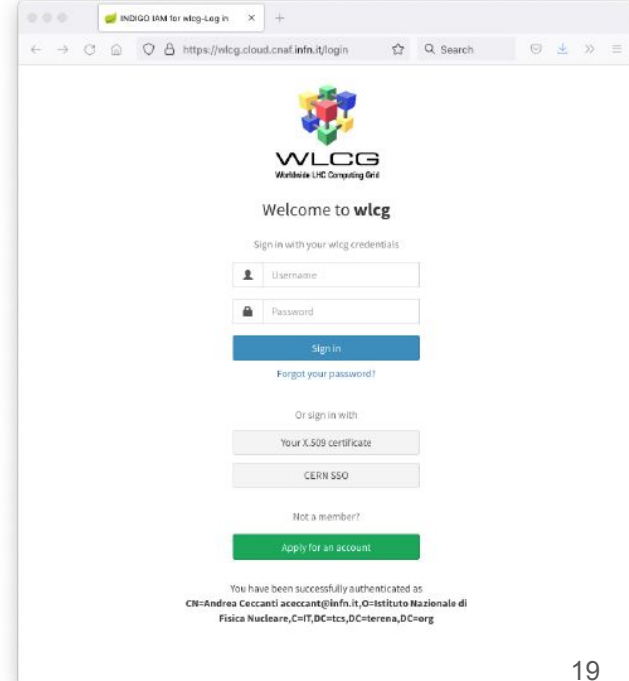 INDIGO IAM for wlcg-Log in
https://wlcg.cloud.cnaf.infn.it/login
Search
WLCG
Worldwide LHC Computing Grid
Welcome to wlcg
Sign in with your wlcg credentials
Username
Password
Sign in
Forgot your password?
Or sign in with
Your X.509 certificate
CERN SSO
Not a member?
Apply for an account
You have been successfully authenticated as
CN=Andrea Ceccanti aceccant@infn.it,O=Istituto Nazionale di
Fisica Nucleare,C=IT,DC=tcs,DC=terena,DC=org
19